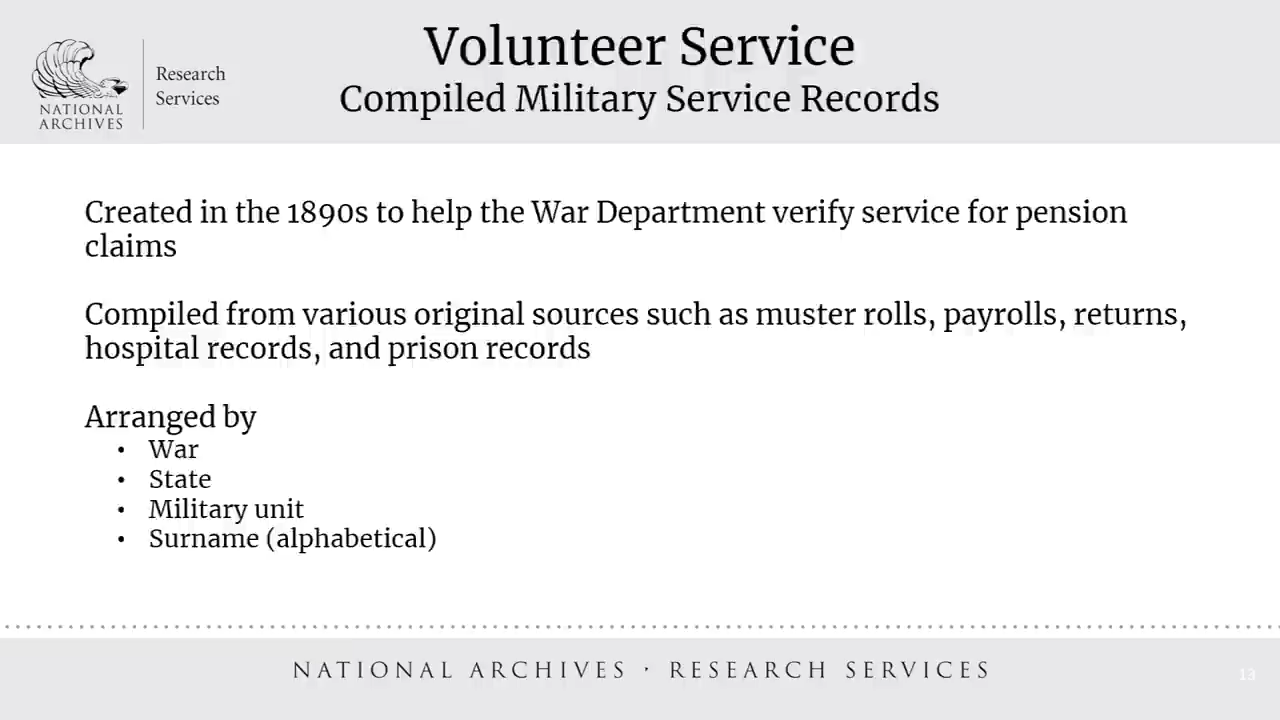 Volunteer Service
Compiled Military Service Records
NATIONAL
ARCHIVES
Research
Services
Created in the 1890s to help the War Department verify service for pension
claims
Compiled from various original sources such as muster rolls, payrolls, returns,
hospital records, and prison records
Arranged by
• War
• State
• Military unit
• Surname (alphabetical)
NATIONAL ARCHIVES · RESEARCH SERVICES
13